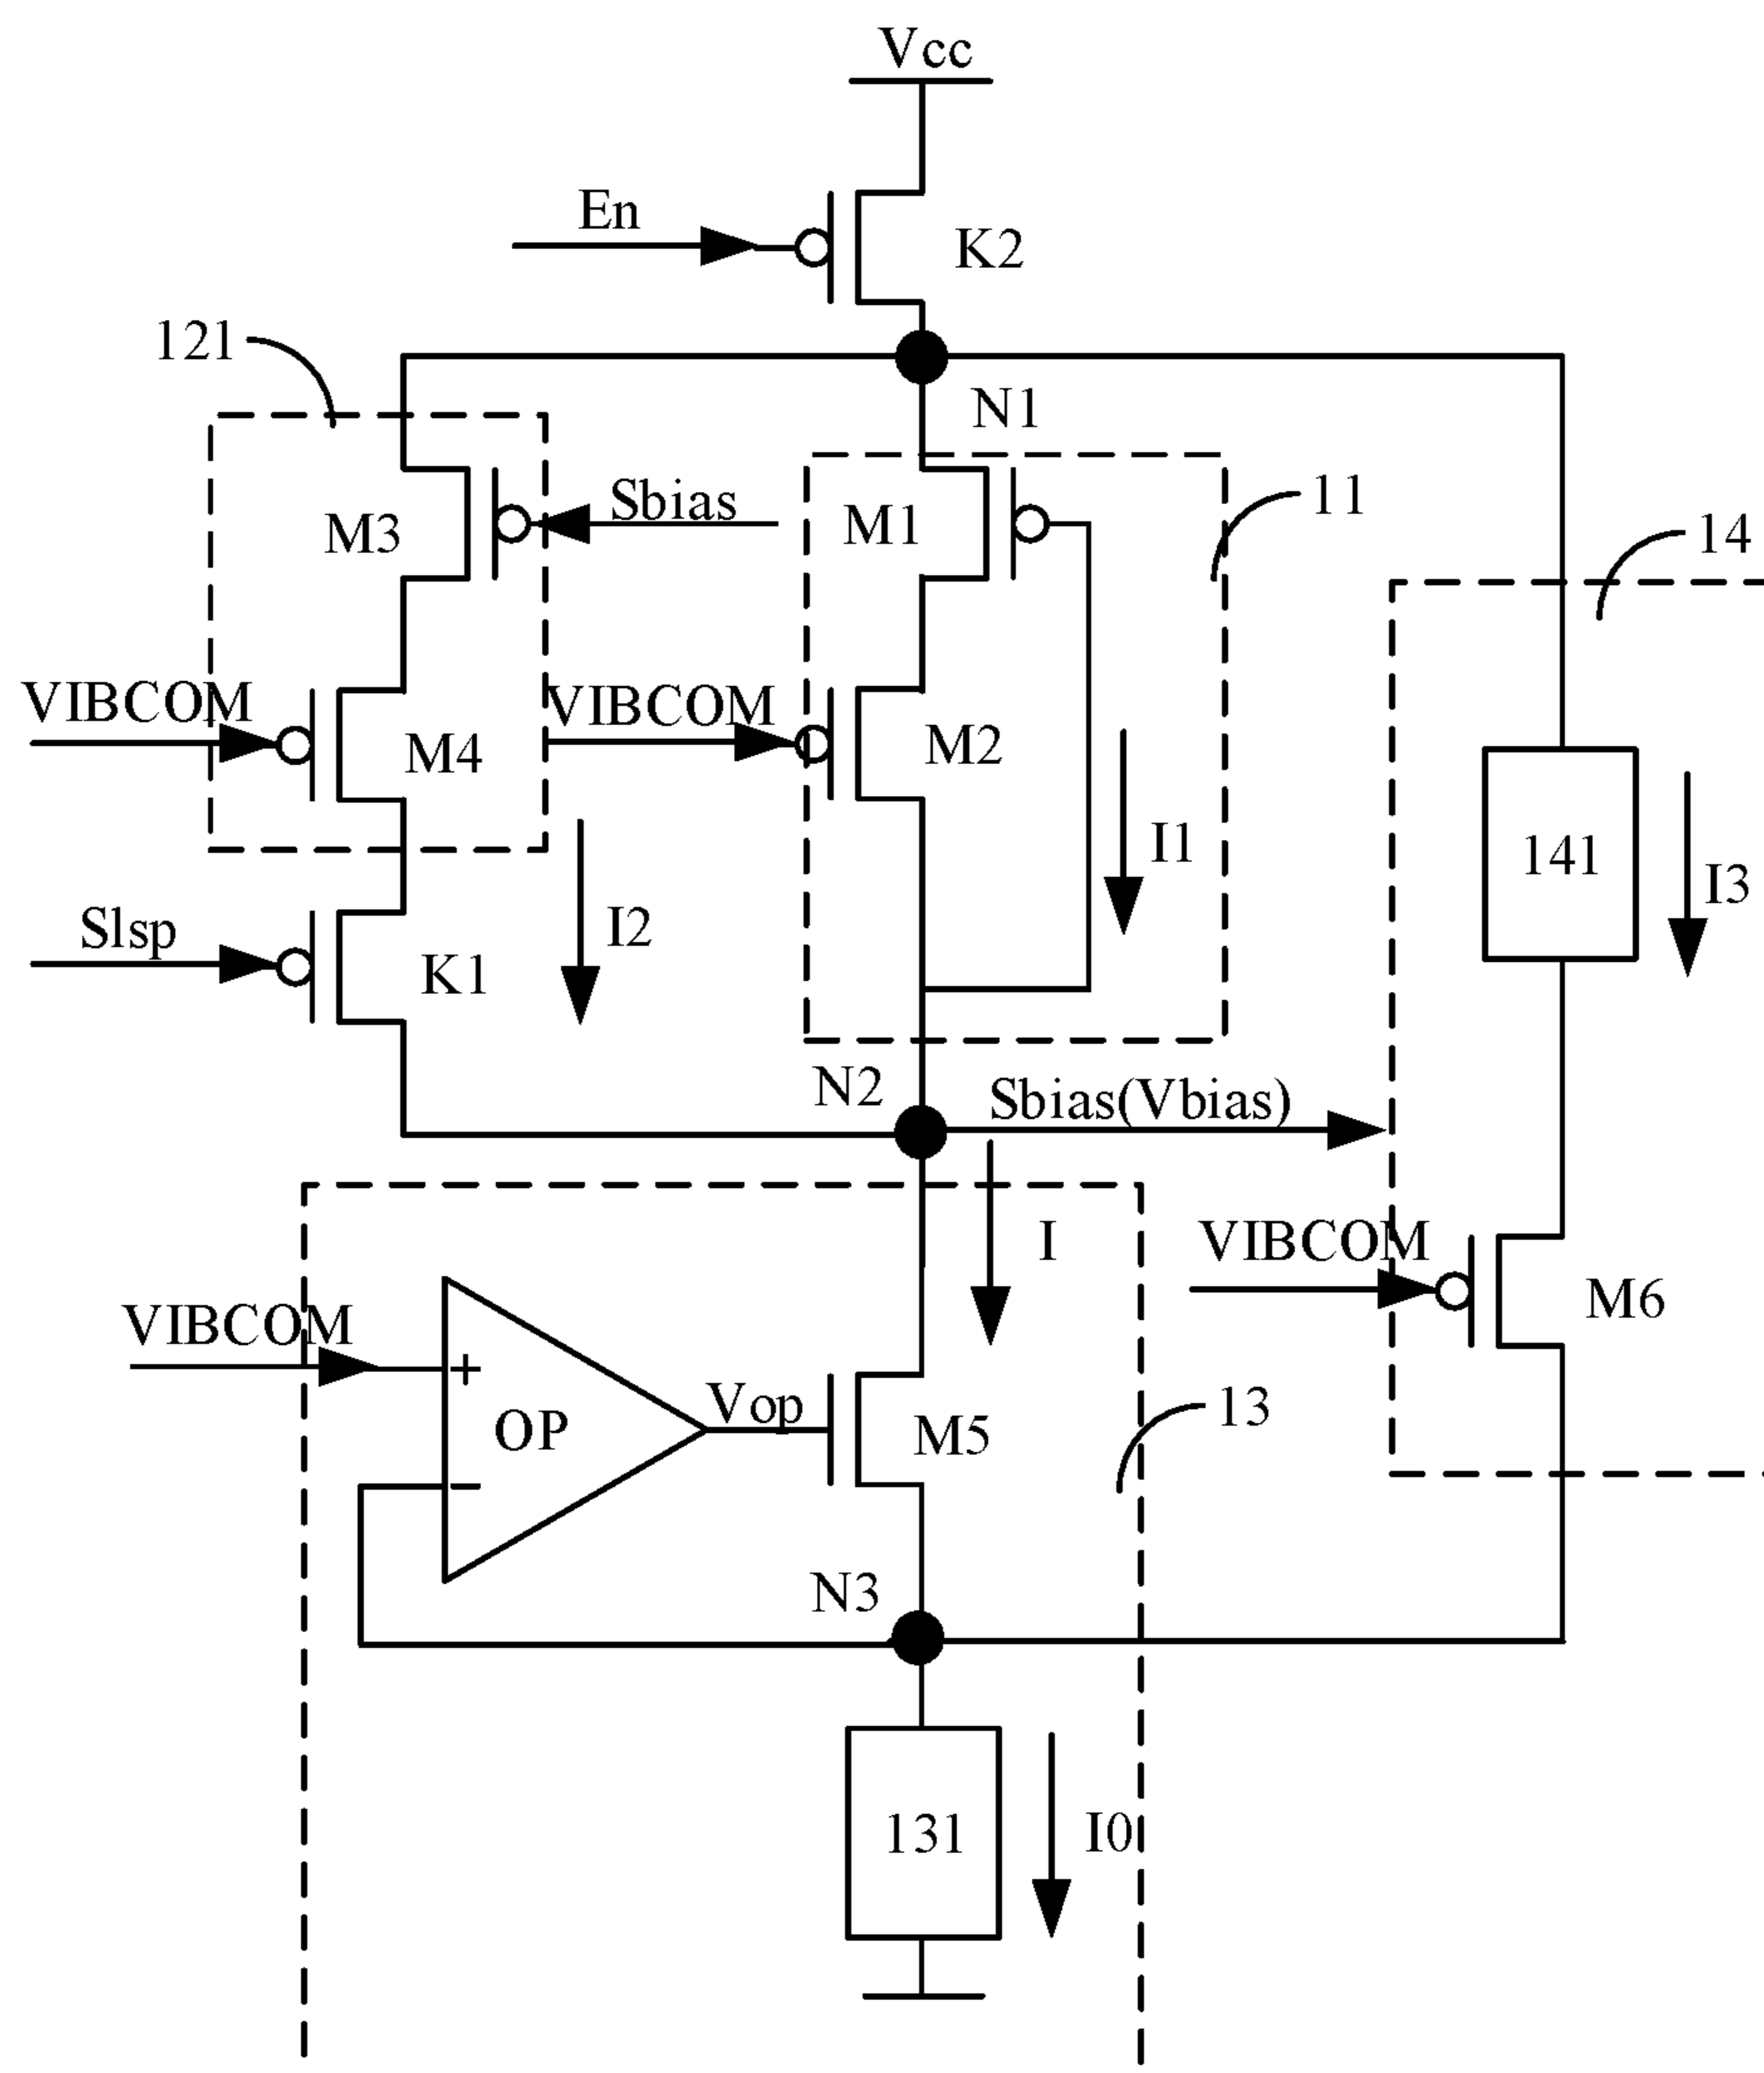 Vcc
En
K2
121
N1
Sbias
M3
M1
11
14
VIBCOM
VIBCOM
M4
M2
I1
141
I3
Slsp
I2
K1
N2
Sbias(Vbias)
I
VIBCOM
M6
VIBCOM
+
Vop
OP
M5
13
−
N3
131
I0